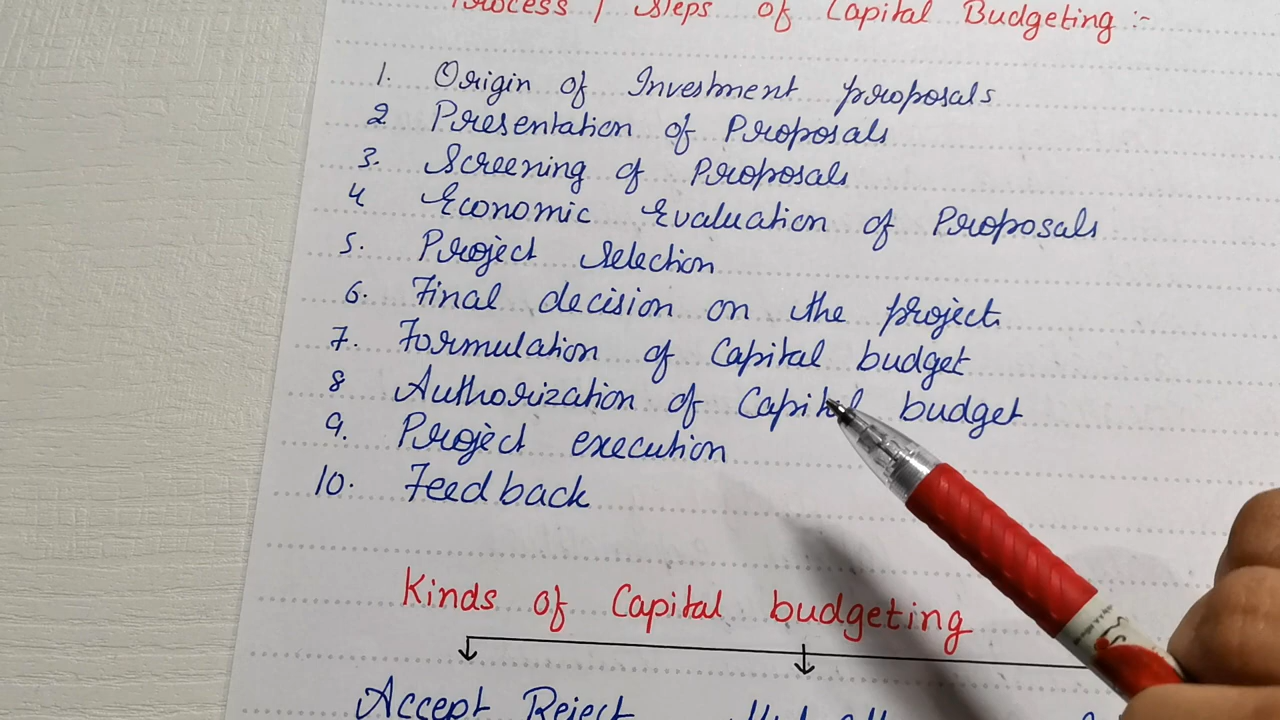 Process / Steps of Capital Budgeting :-
1. Origin of Investment proposals
2 Presentation of Proposals
3. Screening of Proposals
4 Economic Evaluation of Proposals
5. Project Selection
6. Final decision on the project.
7. Formulation of Capital budget
8 Authorization of Capital budget
9. Project execution
10. Feedback
Kinds of Capital budgeting
Accept Reject